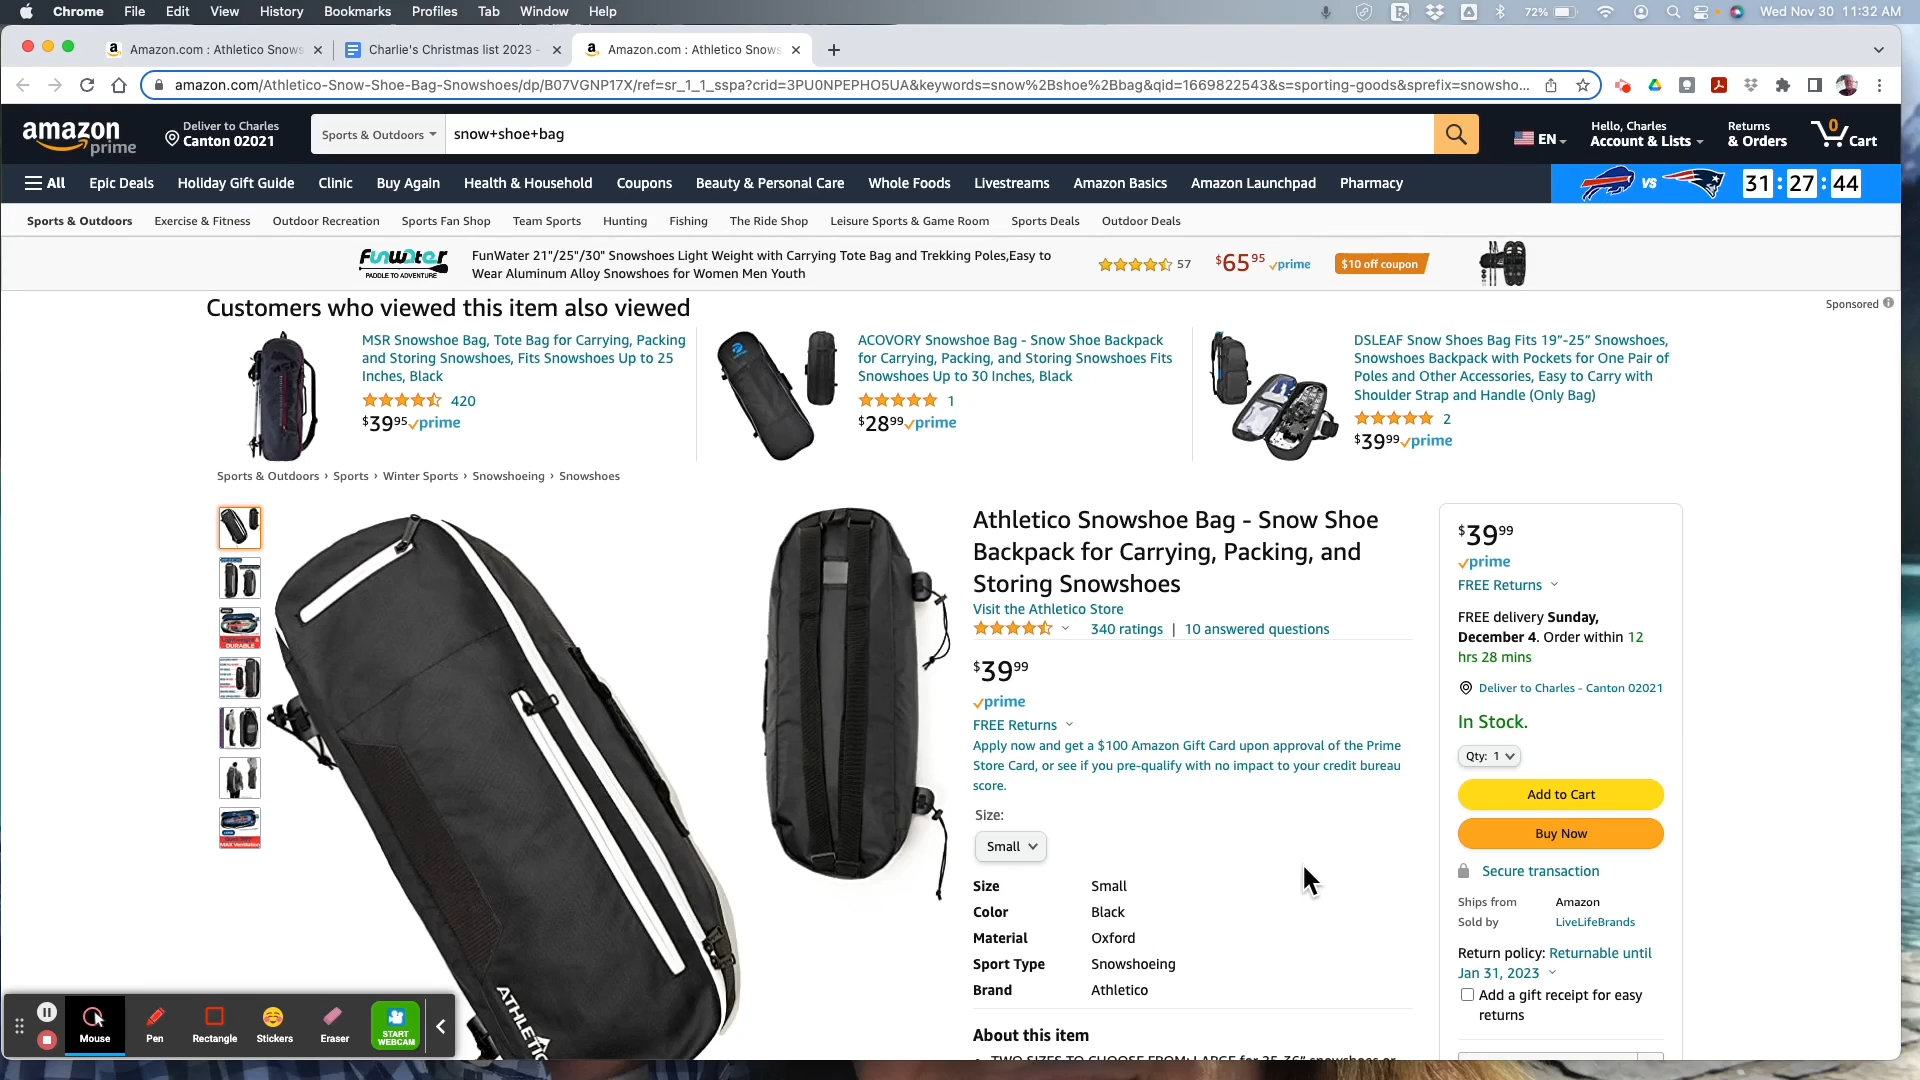 Chrome File Edit View History Bookmarks Profiles Tab Window Help 72% Wed Nov 30 11:32 AM
Amazon.com : Athletico Snows Charlie's Christmas list 2023 - Amazon.com : Athletico Snows
amazon.com/Athletico-Snow-Shoe-Bag-Snowshoes/dp/B07VGNP17X/ref=sr_1_1_sspa?crid=3PU0NPEPHO5UA&keywords=snow%2Bshoe%2Bbag&qid=1669822543&s=sporting-goods&sprefix=snowsho...
amazon prime
Deliver to Charles
Canton 02021
Sports & Outdoors
snow+shoe+bag
EN
Hello, Charles
Account & Lists
Returns
& Orders
0
Cart
All Epic Deals Holiday Gift Guide Clinic Buy Again Health & Household Coupons Beauty & Personal Care Whole Foods Livestreams Amazon Basics Amazon Launchpad Pharmacy
VS 31 : 27 : 44
Sports & Outdoors Exercise & Fitness Outdoor Recreation Sports Fan Shop Team Sports Hunting Fishing The Ride Shop Leisure Sports & Game Room Sports Deals Outdoor Deals
FunWater
PADDLE TO ADVENTURE
FunWater 21"/25"/30" Snowshoes Light Weight with Carrying Tote Bag and Trekking Poles,Easy to
Wear Aluminum Alloy Snowshoes for Women Men Youth
57 $65 95 prime $10 off coupon
Customers who viewed this item also viewed
Sponsored
MSR Snowshoe Bag, Tote Bag for Carrying, Packing
and Storing Snowshoes, Fits Snowshoes Up to 25
Inches, Black
420
$39 95 prime
ACOVORY Snowshoe Bag - Snow Shoe Backpack
for Carrying, Packing, and Storing Snowshoes Fits
Snowshoes Up to 30 Inches, Black
1
$28 99 prime
DSLEAF Snow Shoes Bag Fits 19”-25” Snowshoes,
Snowshoes Backpack with Pockets for One Pair of
Poles and Other Accessories, Easy to Carry with
Shoulder Strap and Handle (Only Bag)
2
$39 99 prime
Sports & Outdoors › Sports › Winter Sports › Snowshoeing › Snowshoes
ATHLETIC
Athletico Snowshoe Bag - Snow Shoe
Backpack for Carrying, Packing, and
Storing Snowshoes
Visit the Athletico Store
340 ratings | 10 answered questions
$39 99
prime
FREE Returns
Apply now and get a $100 Amazon Gift Card upon approval of the Prime
Store Card, or see if you pre-qualify with no impact to your credit bureau
score.
Size:
Small
Size Small
Color Black
Material Oxford
Sport Type Snowshoeing
Brand Athletico
About this item
TWO SIZES TO CHOOSE FROM: LARGE for 25-36" snowshoes or
$39 99
prime
FREE Returns
FREE delivery Sunday,
December 4. Order within 12
hrs 28 mins
Deliver to Charles - Canton 02021
In Stock.
Qty: 1
Add to Cart
Buy Now
Secure transaction
Ships from Amazon
Sold by LiveLifeBrands
Return policy: Returnable until
Jan 31, 2023
Add a gift receipt for easy
returns
Mouse Pen Rectangle Stickers Eraser START
WEBCAM